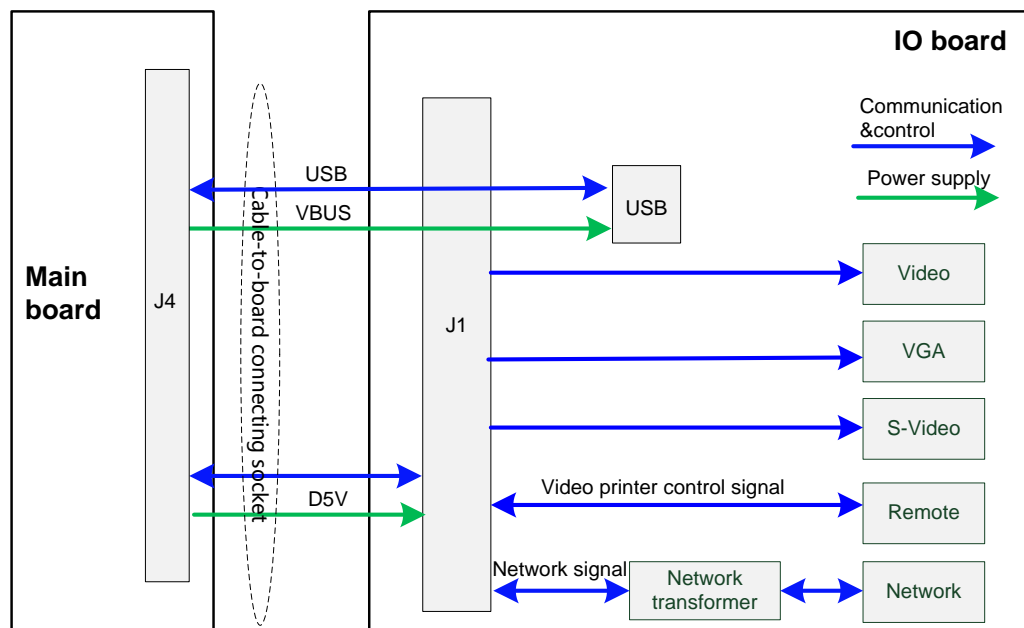 IO board
Communication
&control
Power supply
USB
VBUS
USB
Cable-to-board connecting socket
Main
board
J4
J1
Video
VGA
S-Video
D5V
Video printer control signal
Remote
Network signal
Network
transformer
Network